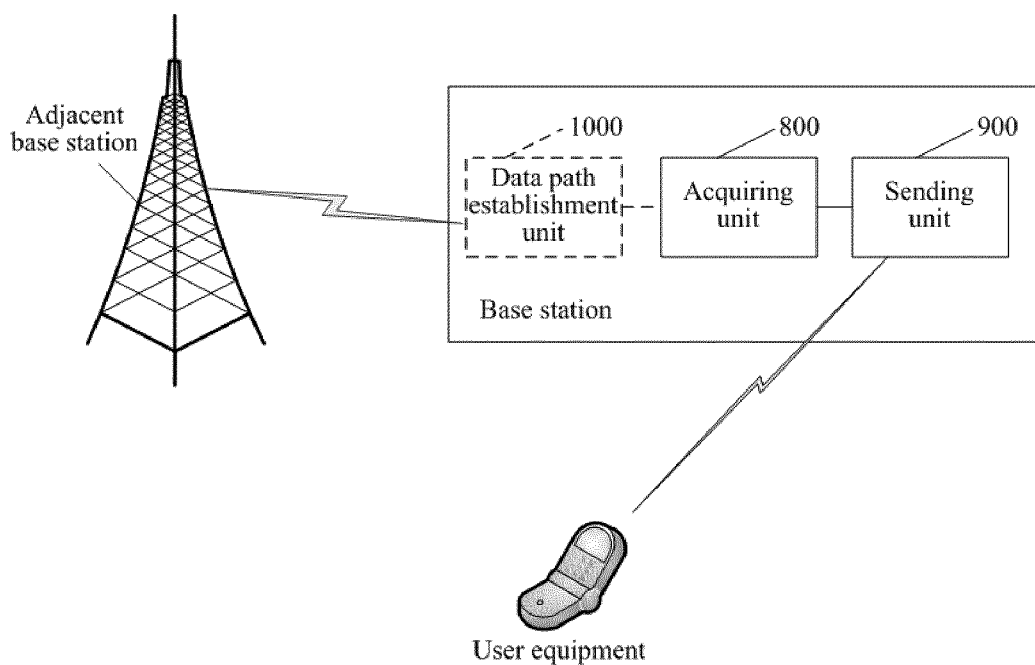 Adjacent
base station
1000
800
900
Data path
establishment
unit
Acquiring
unit
Sending
unit
Base station
User equipment